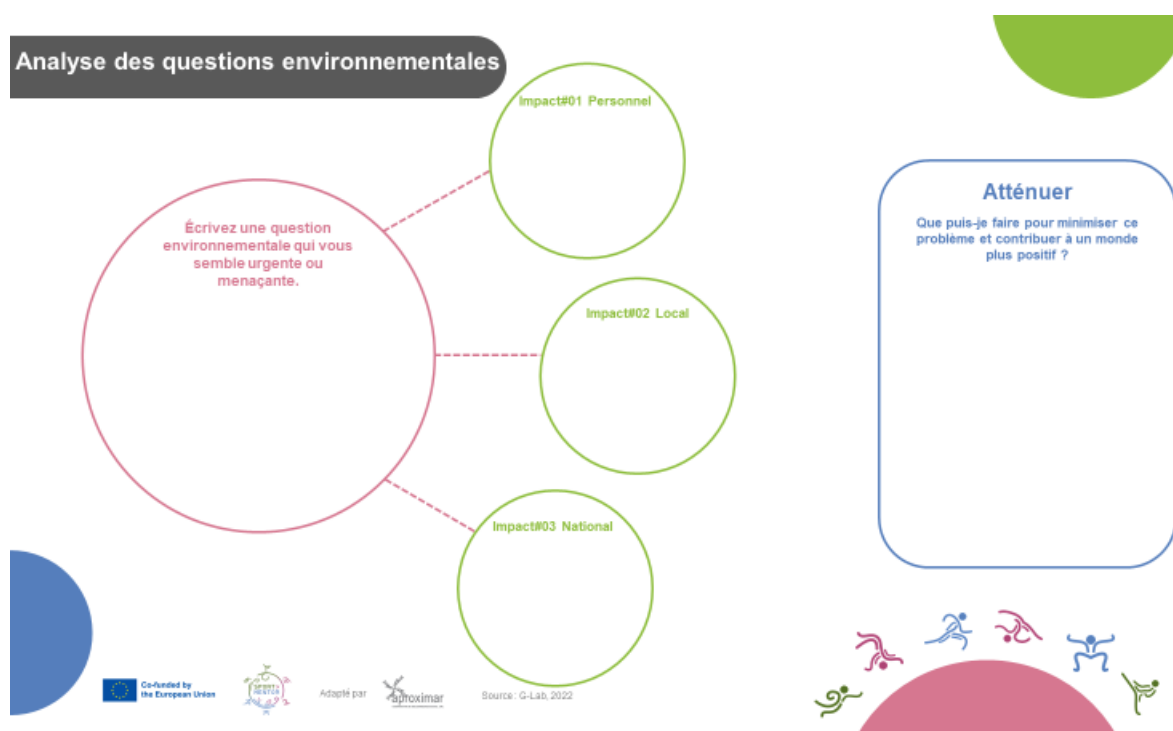 Analyse des questions environnementales
Impact#01 Personnel
Écrivez une question
environnementale qui vous
semble urgente ou
menaçante.
Impact#02 Local
Impact#03 National
Atténuer
Que puis-je faire pour minimiser ce
problème et contribuer à un monde
plus positif ?
Co-funded by
the European Union
SPORT
MENTOR
Adapté par
aproximar
Source : G-Lab, 2022